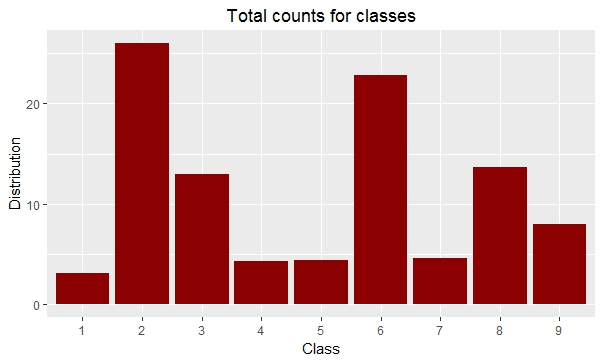 Total counts for classes
Distribution
20
10
0
1 2 3 4 5 6 7 8 9
Class